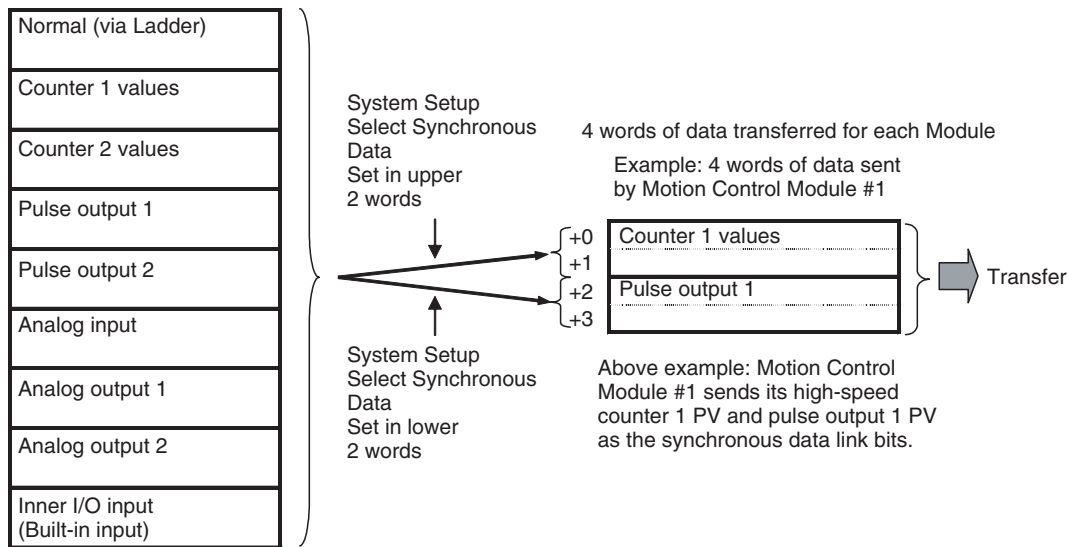 Normal (via Ladder)
Counter 1 values
Counter 2 values
Pulse output 1
Pulse output 2
Analog input
Analog output 1
Analog output 2
Inner I/O input
(Built-in input)
System Setup
Select Synchronous
Data
Set in upper
2 words
System Setup
Select Synchronous
Data
Set in lower
2 words
4 words of data transferred for each Module
Example: 4 words of data sent
by Motion Control Module #1
+0
Counter 1 values
+1
+2
Pulse output 1
+3
Transfer
Above example: Motion Control
Module #1 sends its high-speed
counter 1 PV and pulse output 1 PV
as the synchronous data link bits.